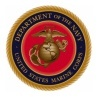 DEPARTMENT OF THE NAVY
UNITED STATES MARINE CORPS